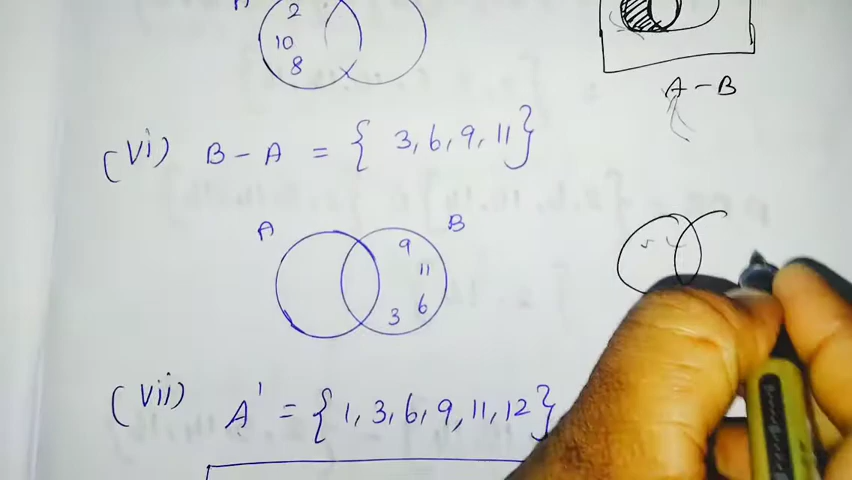 2
10
8
A - B
(vi) B - A = { 3, 6, 9, 11 }
A B
9
11
6
3
(vii) A' = { 1, 3, 6, 9, 11, 12 }